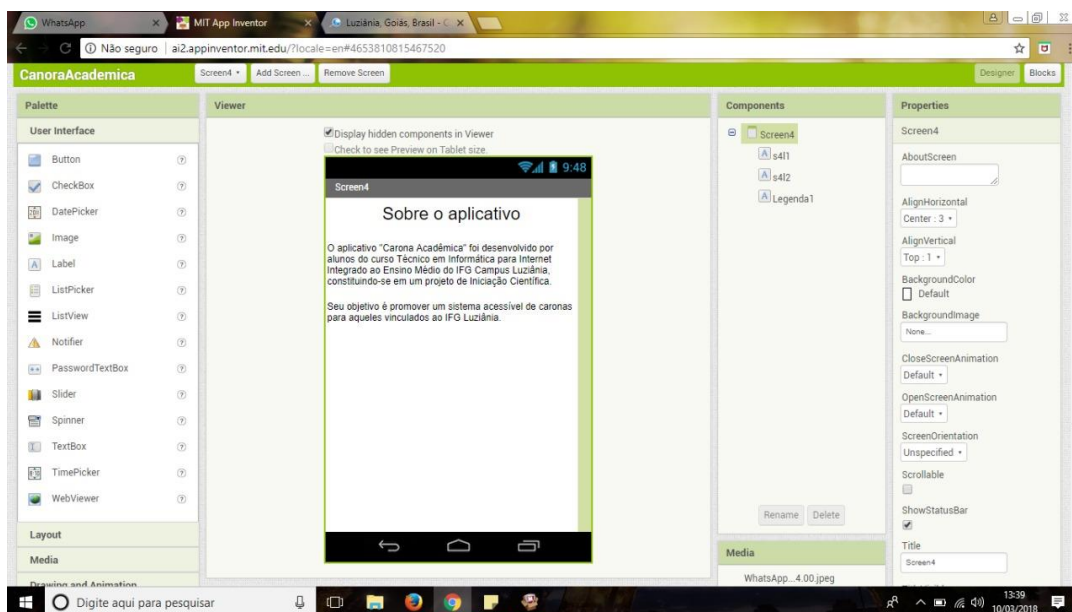 WhatsApp
MIT App Inventor
Luziânia, Goiás, Brasil - C
Não seguro
ai2.appinventor.mit.edu/?locale=en#4653810815467520
CanoraAcademica
Screen4
Add Screen ...
Remove Screen
Designer
Blocks
Palette
Viewer
Components
Properties
User Interface
Button
CheckBox
DatePicker
Image
Label
ListPicker
ListView
Notifier
PasswordTextBox
Slider
Spinner
TextBox
TimePicker
WebViewer
Layout
Media
Drawing and Animation
Display hidden components in Viewer
Check to see Preview on Tablet size.
9:48
Screen4
Sobre o aplicativo
O aplicativo "Carona Acadêmica" foi desenvolvido por
alunos do curso Técnico em Informática para Internet
Integrado ao Ensino Médio do IFG Campus Luziânia,
constituindo-se em um projeto de Iniciação Científica.
Seu objetivo é promover um sistema acessível de caronas
para aqueles vinculados ao IFG Luziânia.
Screen4
s4l1
s4l2
Legenda1
Rename
Delete
Media
WhatsApp...4.00 jpeg
Screen4
AboutScreen
AlignHorizontal
Center : 3
AlignVertical
Top : 1
BackgroundColor
Default
BackgroundImage
None...
CloseScreenAnimation
Default
OpenScreenAnimation
Default
ScreenOrientation
Unspecified
Scrollable
ShowStatusBar
Title
Screen4
Digite aqui para pesquisar
13:39
10/03/2018